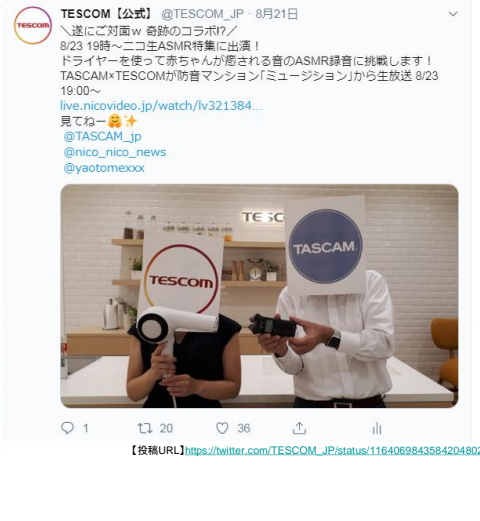 TESCOM【公式】 @TESCOM_JP · 8月21日
＼遂にご対面ｗ 奇跡のコラボ!?／
8/23 19時～ニコ生ASMR特集に出演！
ドライヤーを使って赤ちゃんが癒される音のASMR録音に挑戦します！
TASCAM×TESCOMが防音マンション｢ミュージション｣から生放送 8/23
19:00～
live.nicovideo.jp/watch/lv321384…
見てねー🤗✨
@TASCAM_jp
@nico_nico_news
@yaotomexxx
TESCOM
TESC
TESCOM
TASCAM
1 20 36
【投稿URL】https://twitter.com/TESCOM_JP/status/1164069843584204802